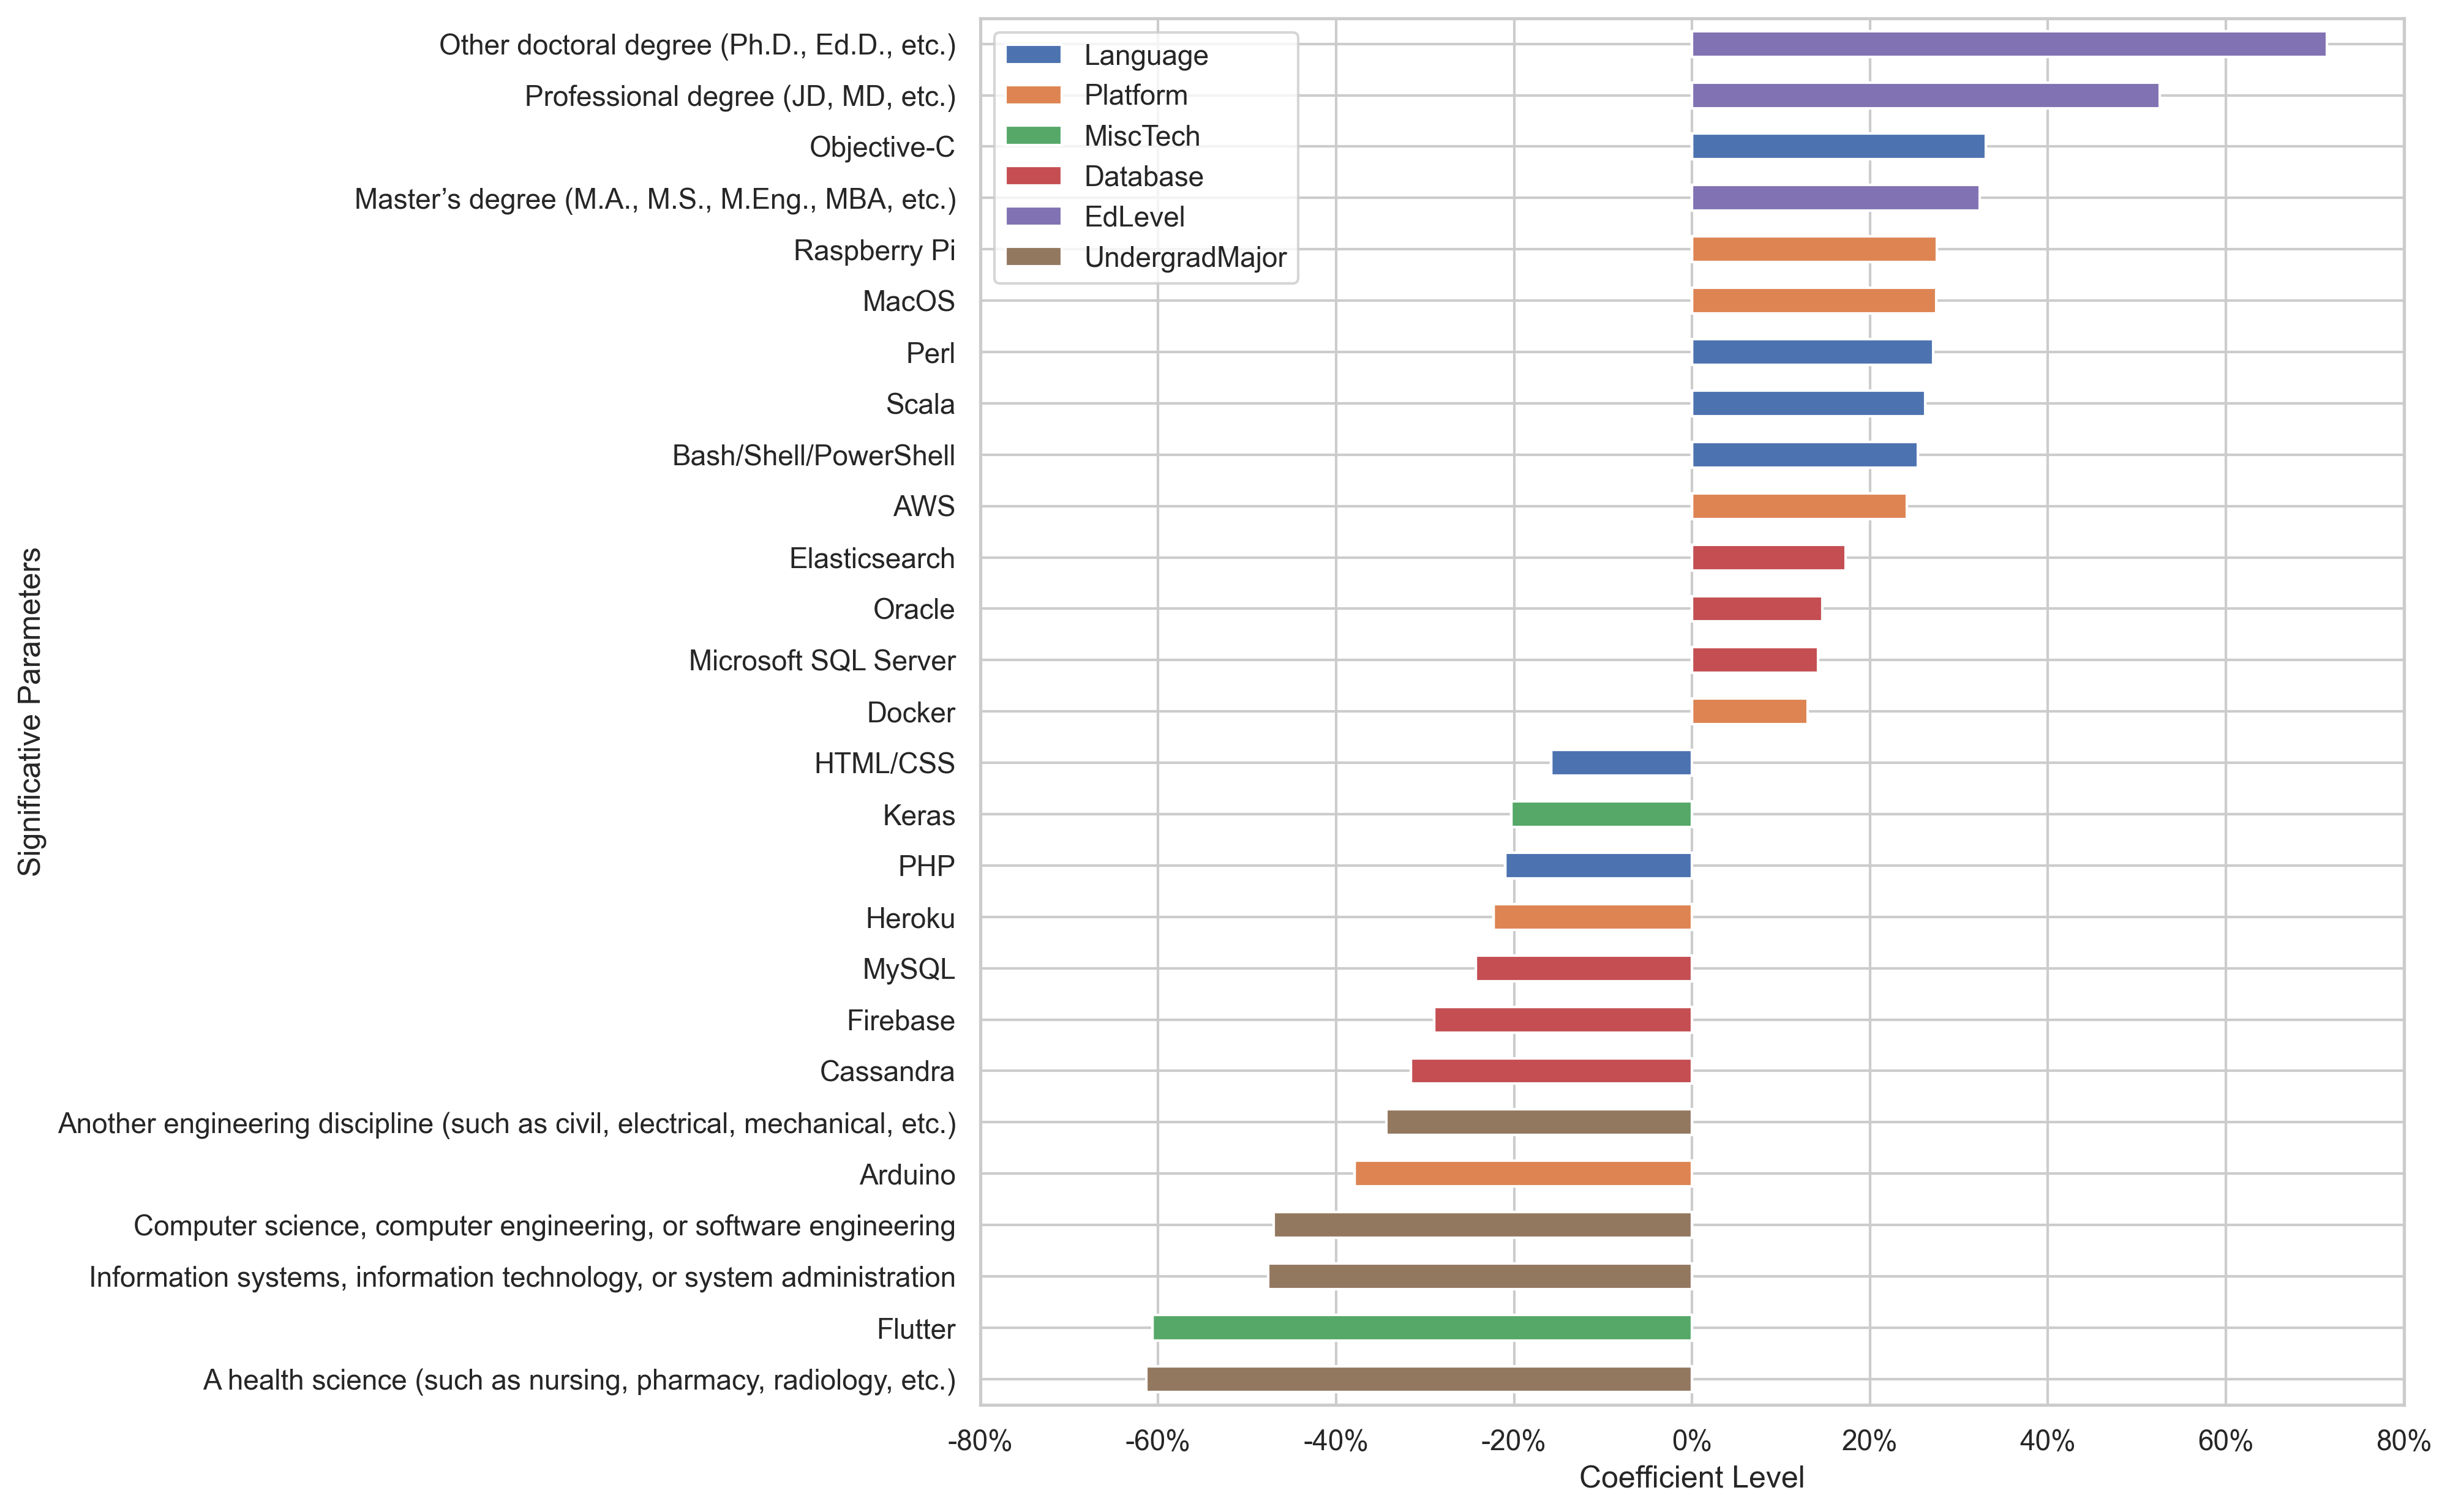 Other doctoral degree (Ph.D., Ed.D., etc.)
Professional degree (JD, MD, etc.)
Objective-C
Master’s degree (M.A., M.S., M.Eng., MBA, etc.)
Raspberry Pi
MacOS
Perl
Scala
Bash/Shell/PowerShell
AWS
Elasticsearch
Oracle
Microsoft SQL Server
Docker
HTML/CSS
Keras
PHP
Heroku
MySQL
Firebase
Cassandra
Another engineering discipline (such as civil, electrical, mechanical, etc.)
Arduino
Computer science, computer engineering, or software engineering
Information systems, information technology, or system administration
Flutter
A health science (such as nursing, pharmacy, radiology, etc.)
Significative Parameters
Language
Platform
MiscTech
Database
EdLevel
UndergradMajor
-80% -60% -40% -20% 0% 20% 40% 60% 80%
Coefficient Level